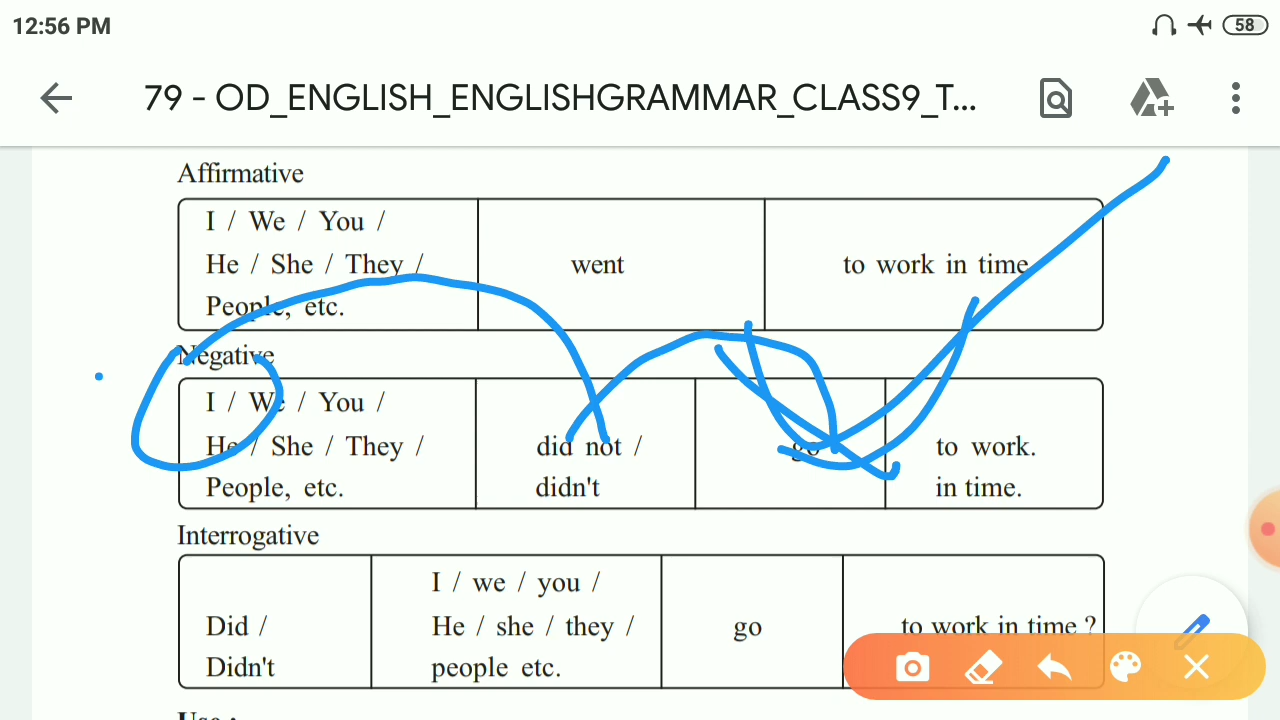 12:56 PM
58
79 - OD_ENGLISH_ENGLISHGRAMMAR_CLASS9_T...
Affirmative
I / We / You /
He / She / They /
People, etc.
went
to work in time
Negative
I / We / You /
He / She / They /
People, etc.
did not /
didn't
go
to work.
in time.
Interrogative
Did /
Didn't
I / we / you /
He / she / they /
people etc.
go
to work in time ?
Use :